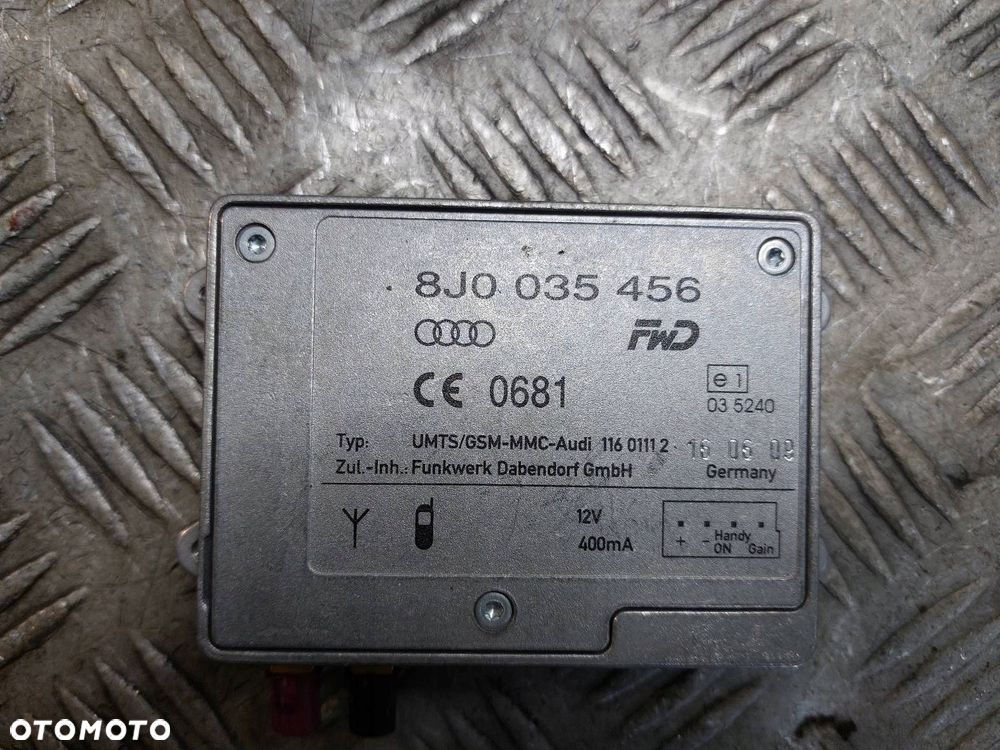 8J0 035 456
FWD
CE 0681
e1
03 5240
Typ: UMTS/GSM-MMC-Audi 116 0111 2 16 06 09
Zul.-Inh.: Funkwerk Dabendorf GmbH Germany
12V
400mA
+ - Handy ON Gain
OTOMOTO